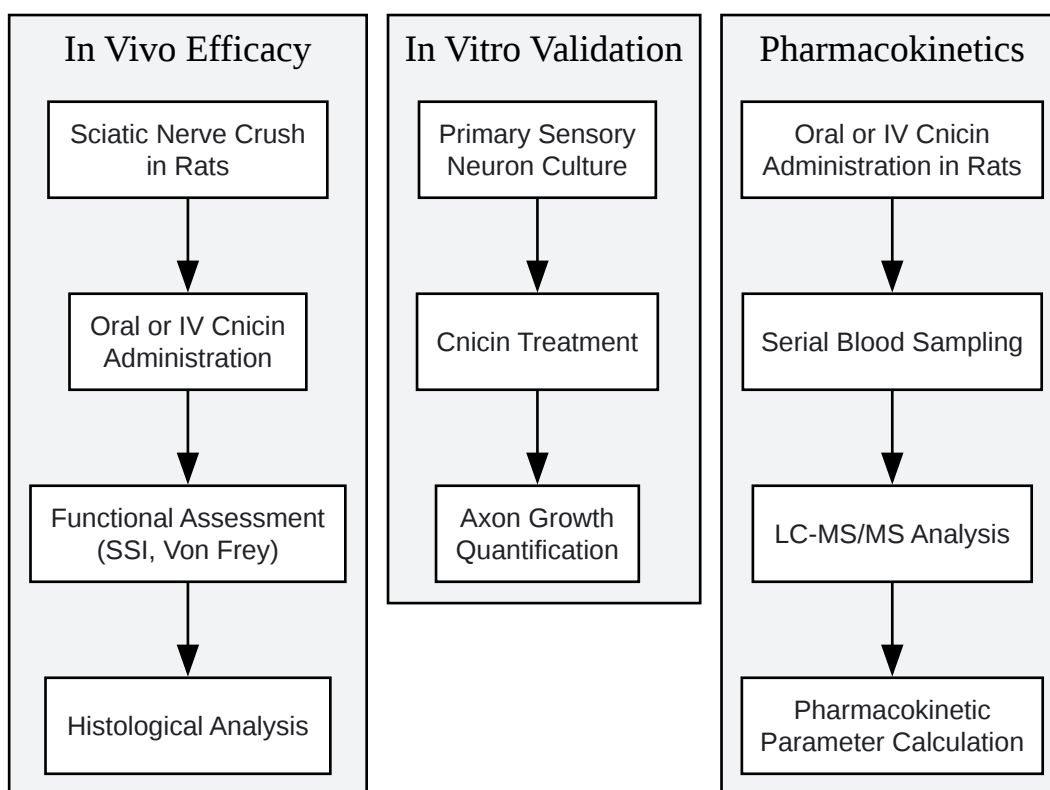 In Vivo Efficacy
Sciatic Nerve Crush
in Rats
Oral or IV Cnicin
Administration
Functional Assessment
(SSI, Von Frey)
Histological Analysis
In Vitro Validation
Primary Sensory
Neuron Culture
Cnicin Treatment
Axon Growth
Quantification
Pharmacokinetics
Oral or IV Cnicin
Administration in Rats
Serial Blood Sampling
LC-MS/MS Analysis
Pharmacokinetic
Parameter Calculation